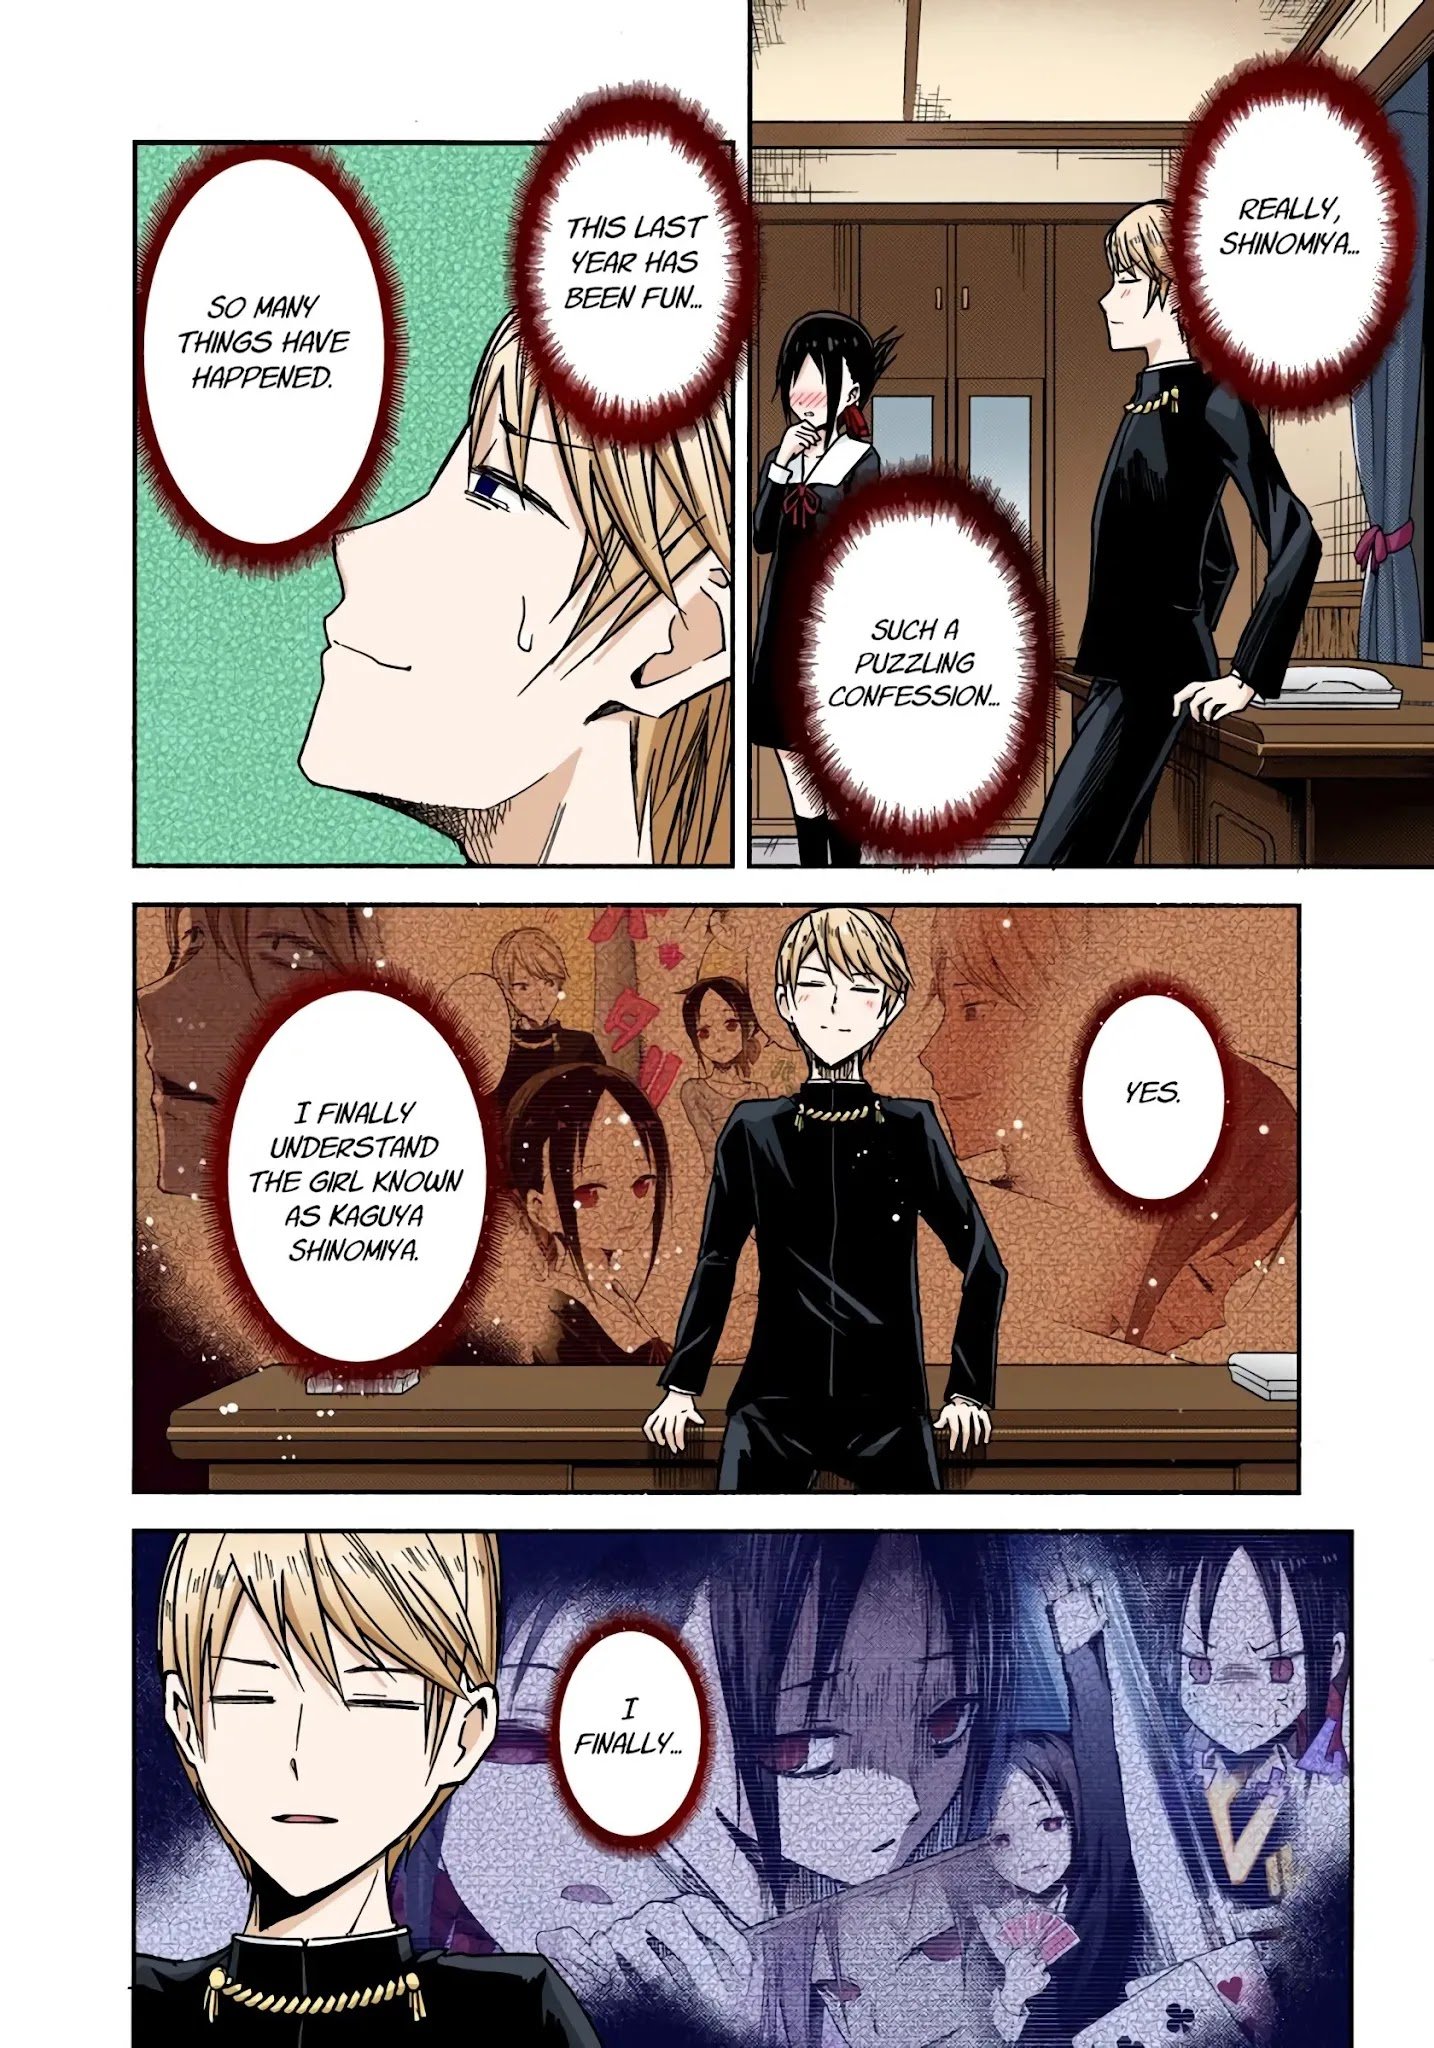 REALLY,
SHINOMIYA...
SUCH A
PUZZLING
CONFESSION...
THIS LAST
YEAR HAS
BEEN FUN...
SO MANY
THINGS HAVE
HAPPENED.
YES.
I FINALLY
UNDERSTAND
THE GIRL KNOWN
AS KAGUYA
SHINOMIYA.
I
FINALLY...